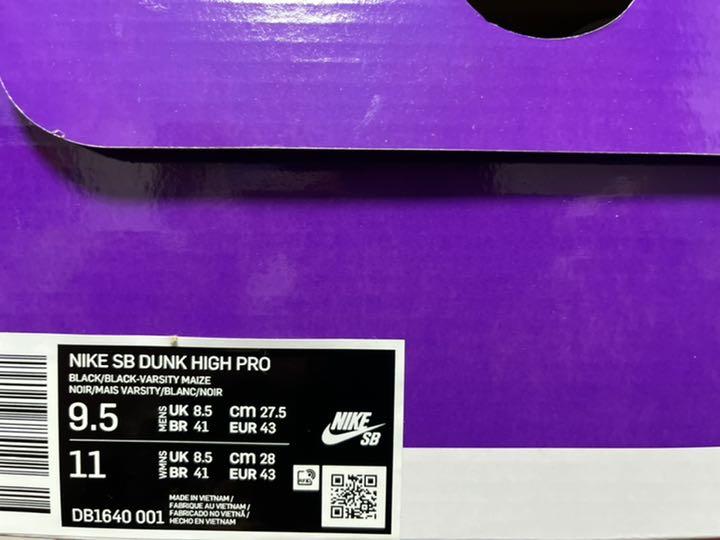 NIKE SB DUNK HIGH PRO
BLACK/BLACK-VARSITY MAIZE
NOIR/MAIS VARSITY/BLANC/NOIR
9.5 MENS UK 8.5 CM 27.5
BR 41 EUR 43
11 WMNS UK 8.5 CM 28
BR 41 EUR 43
NIKE
SB
RFID
MADE IN VIETNAM /
FABRIQUE AU VIETNAM /
FABRICADO NO VIETNÃ /
HECHO EN VIETNAM
DB1640 001